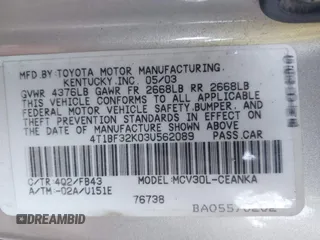 MFD BY TOYOTA MOTOR MANUFACTURING,
KENTUCKY,INC. 05/03
GVWR 4376LB GAWR FR 2668LB RR 2668LB
THIS VEHICLE CONFORMS TO ALL APPLICABLE
FEDERAL MOTOR VEHICLE SAFETY,BUMPER, AND
THEFT PREVENTION STANDARDS IN EFFECT ON
THE DATE OF MANUFACTURE SHOWN ABOVE.
4T1BF32K03U562089 PASS.CAR
C/TR:4Q2/FB43 MODEL:MCV30L-CEANKA
A/TM:-02A/U151E
76738